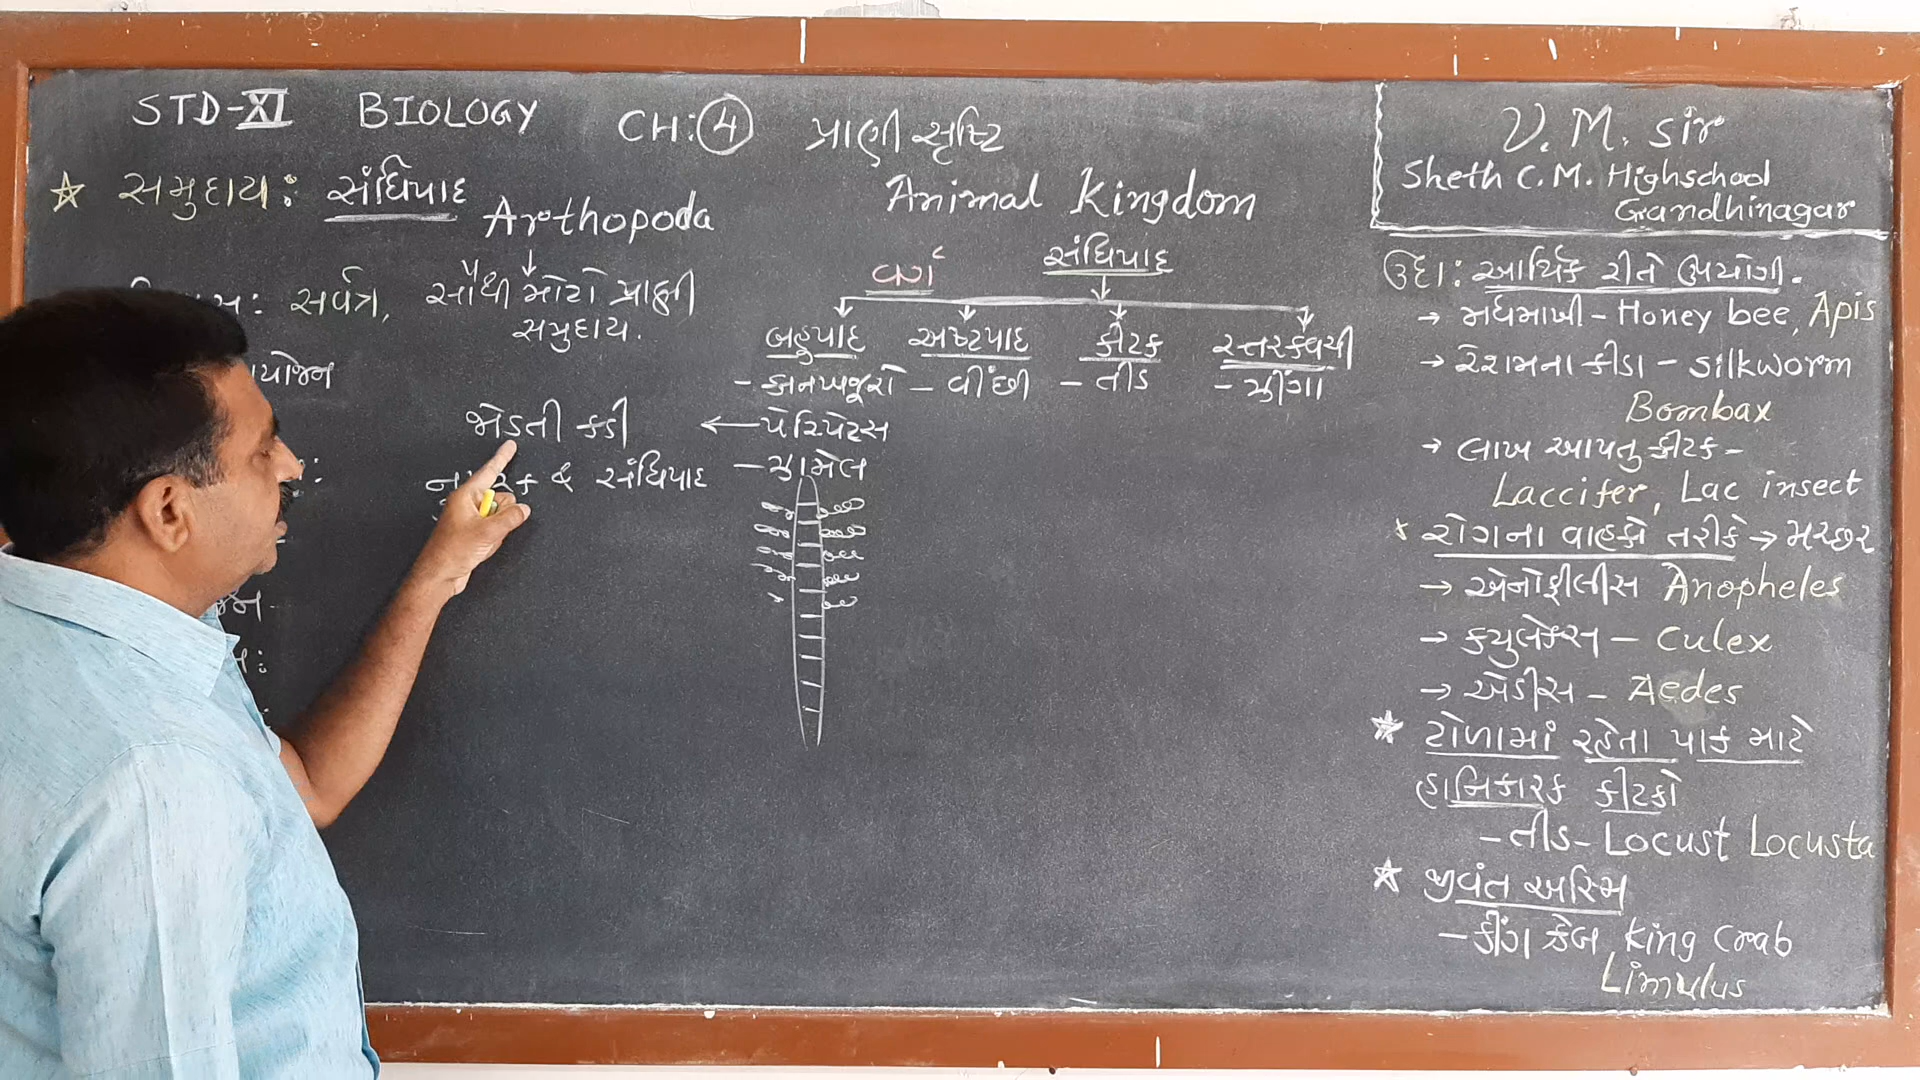 STD-XI BIOLOGY CH: 4 પ્રાણી સૃષ્ટિ
Animal Kingdom
V. M. Sir
Sheth C. M. Highschool
Gandhinagar
☆ સમુદાય : સંધિપાદ
Arthopoda
: સર્વત્ર, સૌથી મોટો પ્રાણી
સમુદાય.
યોજન
જોડતી કડી
& સંધિપાદ
વર્ગ સંધિપાદ
બહુપાદ અષ્ટપાદ કીટક સ્તરકવચી
- કાનખજૂરો - વીંછી - તીડ - ઝીંગા
← પેરિપેટસ
- ઝામેલ
ઉદા : આર્થિક રીતે ઉપયોગી.
→ મધમાખી - Honey bee, Apis
→ રેશમના કીડા - silkworm
Bombax
→ લાખ આપતુ કીટક -
Laccifer, Lac insect
* રોગના વાહકો તરીકે → મચ્છર
→ એનોફીલીસ Anopheles
→ ક્યુલેક્સ - Culex
→ એડીસ - Aedes
* ટોળામાં રહેતા પાક માટે
હાનિકારક કીટકો
- તીડ - Locust Locusta
☆ જીવંત અશ્મિ
- કીંગ ક્રેબ King Crab
Limulus